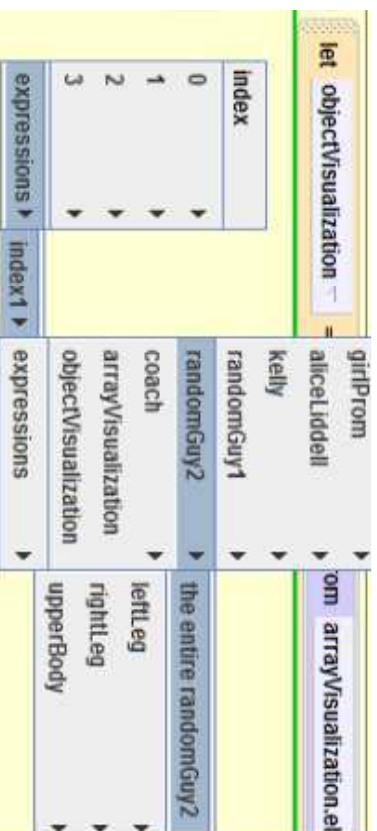 let objectVisualization =
om arrayVisualization.el
index
0
1
2
3
expressions
index1
girlProm
aliceLiddell
kelly
randomGuy1
randomGuy2
coach
arrayVisualization
objectVisualization
expressions
the entire randomGuy2
leftLeg
rightLeg
upperBody